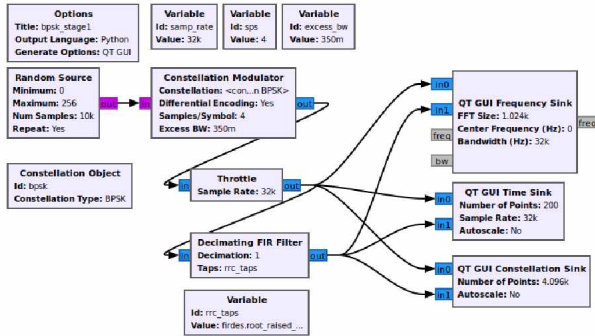 Options
Title: bpsk_stage1
Output Language: Python
Generate Options: QT GUI
Variable
Id: samp_rate
Value: 32k
Variable
Id: sps
Value: 4
Variable
Id: excess_bw
Value: 350m
Random Source
Minimum: 0
Maximum: 256
Num Samples: 10k
Repeat: Yes
out
in
Constellation Modulator
Constellation: <con...n BPSK>
Differential Encoding: Yes
Samples/Symbol: 4
Excess BW: 350m
out
in0
in1
freq
bw
QT GUI Frequency Sink
FFT Size: 1.024k
Center Frequency (Hz): 0
Bandwidth (Hz): 32k
freq
Constellation Object
Id: bpsk
Constellation Type: BPSK
in
Throttle
Sample Rate: 32k
out
in0
in1
QT GUI Time Sink
Number of Points: 200
Sample Rate: 32k
Autoscale: No
in
Decimating FIR Filter
Decimation: 1
Taps: rrc_taps
out
in0
in1
QT GUI Constellation Sink
Number of Points: 4.096k
Autoscale: No
Variable
Id: rrc_taps
Value: firdes.root_raised_...